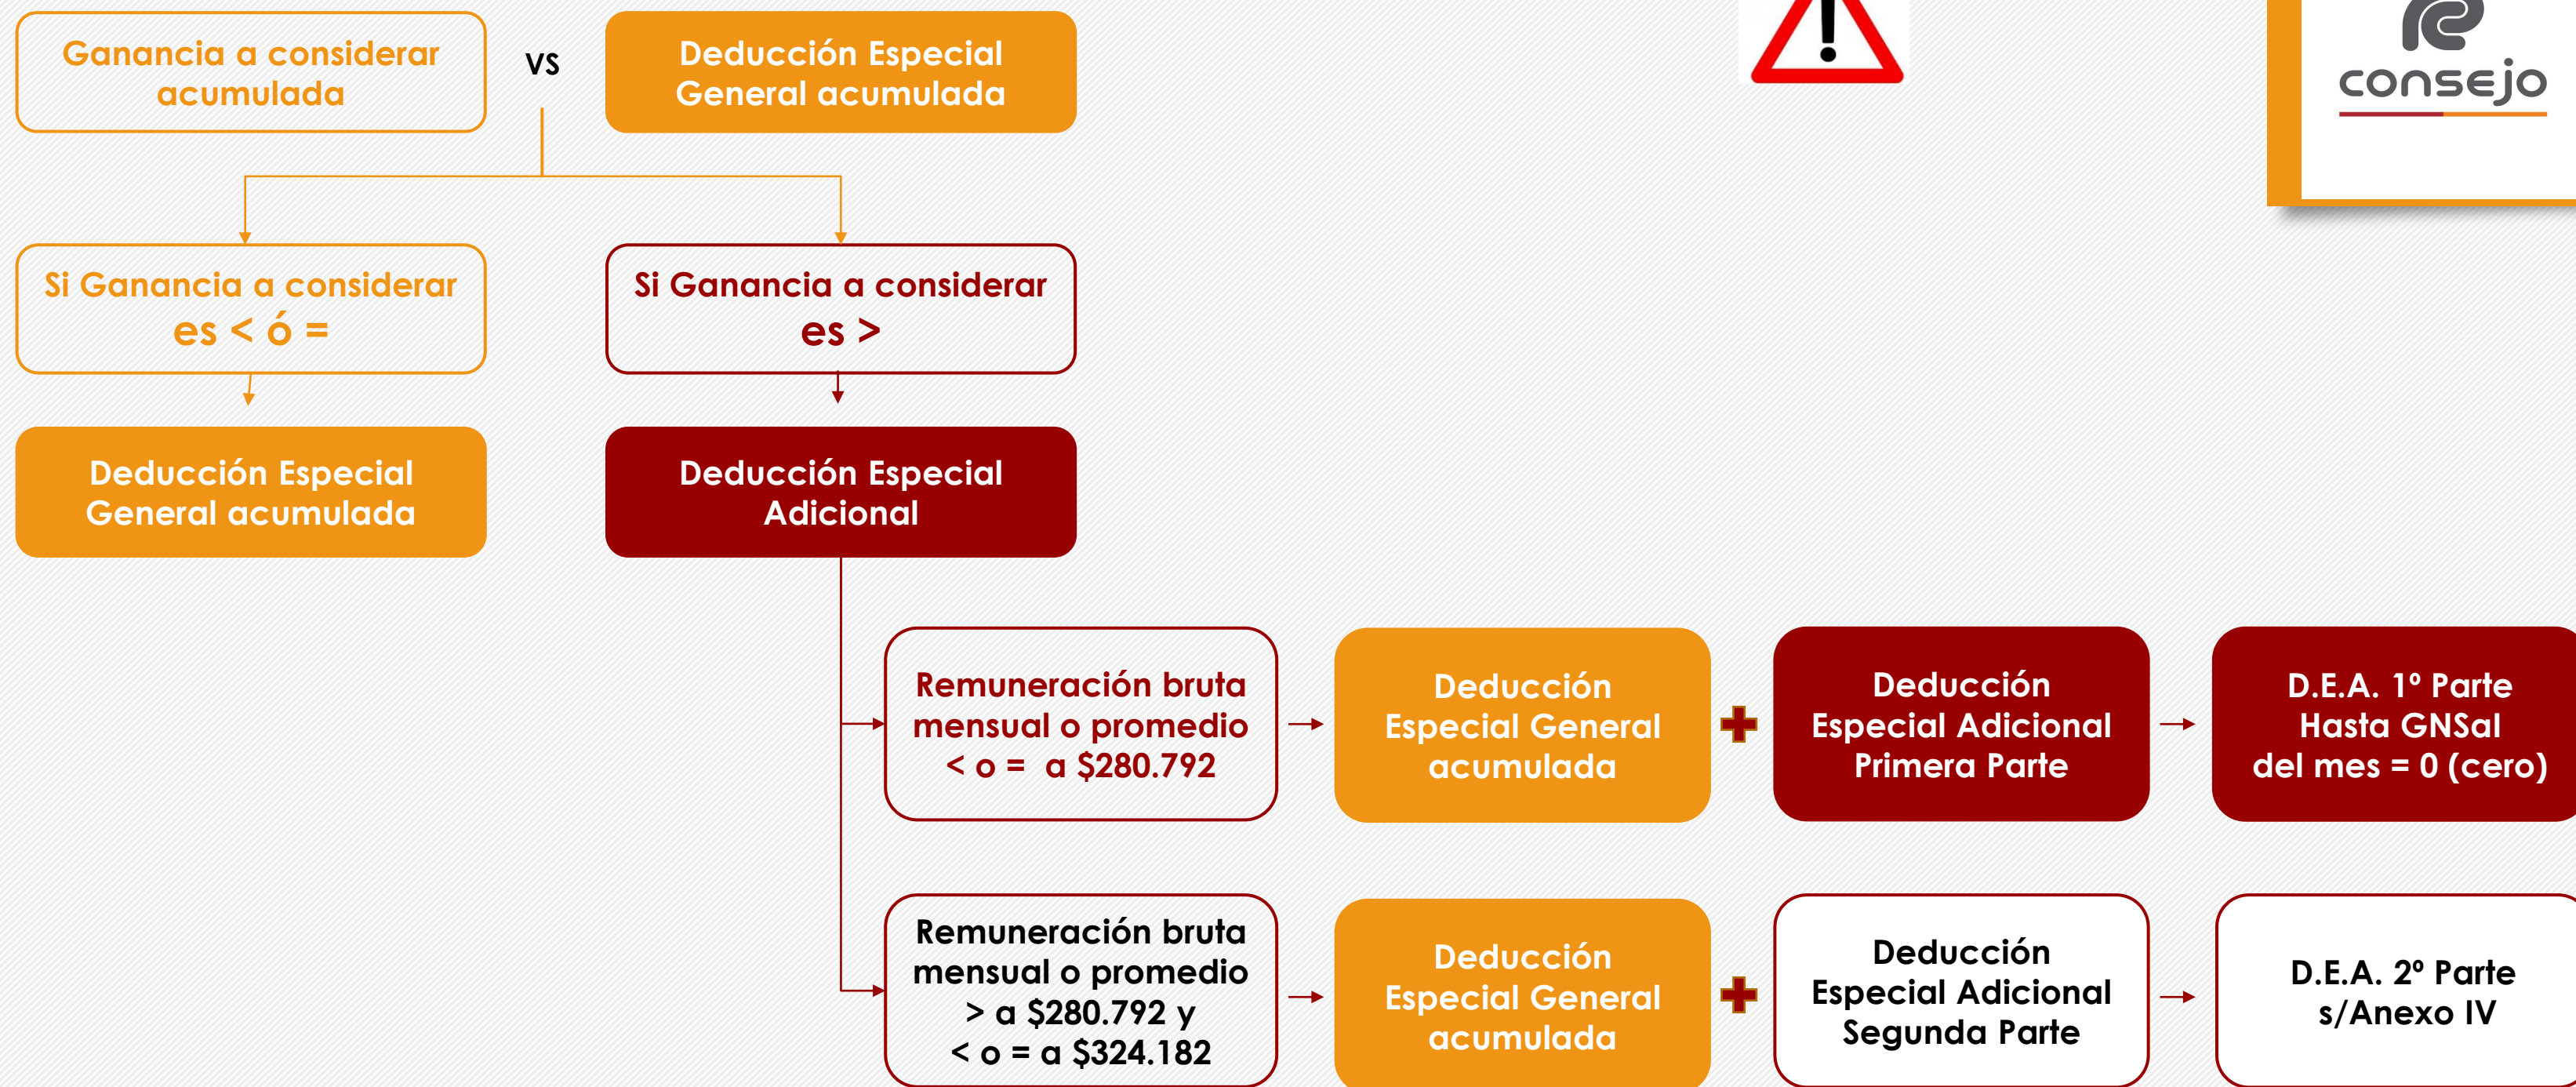 Ganancia a considerar
acumulada
VS
Deducción Especial
General acumulada
consejo
Si Ganancia a considerar
es < ó =
Si Ganancia a considerar
es >
Deducción Especial
General acumulada
Deducción Especial
Adicional
Remuneración bruta
mensual o promedio
< o = a $280.792
Deducción
Especial General
acumulada
Deducción
Especial Adicional
Primera Parte
D.E.A. 1º Parte
Hasta GNSal
del mes = 0 (cero)
Remuneración bruta
mensual o promedio
> a $280.792 y
< o = a $324.182
Deducción
Especial General
acumulada
Deducción
Especial Adicional
Segunda Parte
D.E.A. 2º Parte
s/Anexo IV